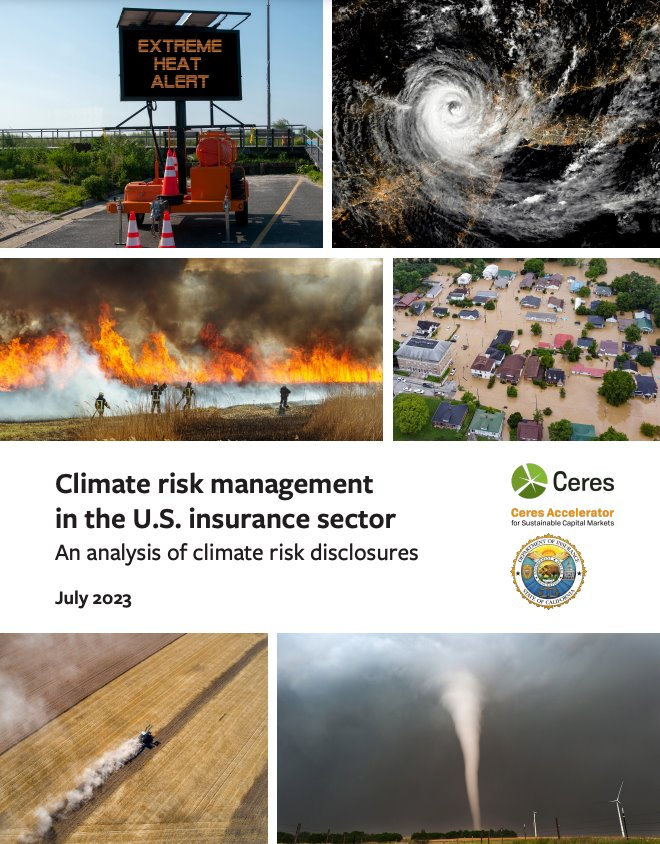 EXTREME
HEAT
ALERT
Climate risk management
in the U.S. insurance sector
An analysis of climate risk disclosures
July 2023
Ceres
Ceres Accelerator
for Sustainable Capital Markets
DEPARTMENT OF INSURANCE
STATE OF CALIFORNIA